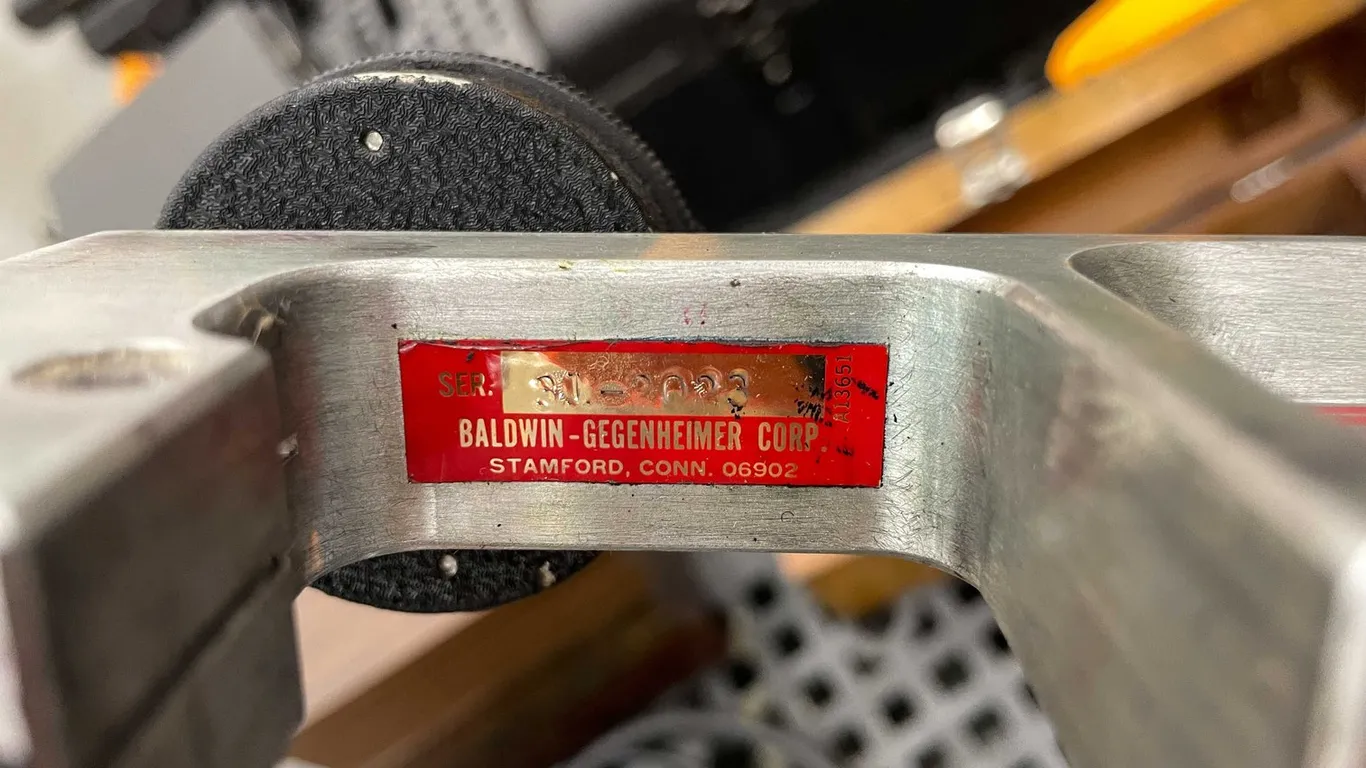 SER.
BALDWIN-GEGENHEIMER CORP.
STAMFORD, CONN. 06902
A13651